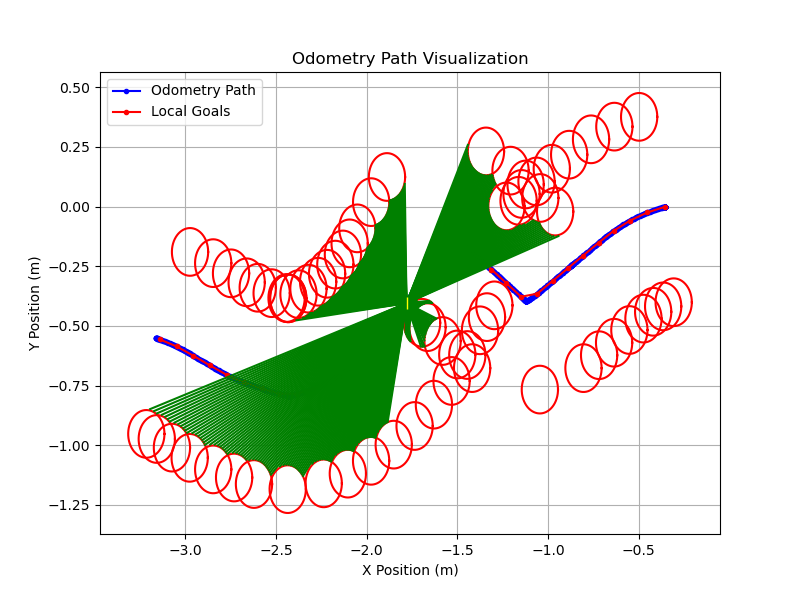 Odometry Path Visualization
Odometry Path
Local Goals
Y Position (m)
0.50
0.25
0.00
−0.25
−0.50
−0.75
−1.00
−1.25
−3.0 −2.5 −2.0 −1.5 −1.0 −0.5
X Position (m)